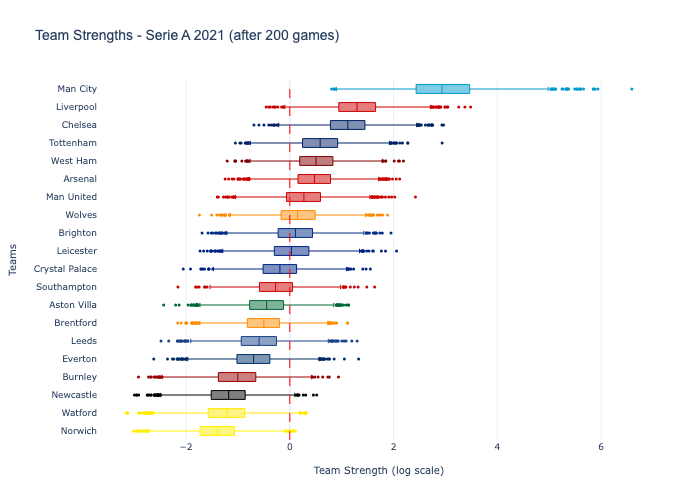 Team Strengths - Serie A 2021 (after 200 games)
Teams
Man City
Liverpool
Chelsea
Tottenham
West Ham
Arsenal
Man United
Wolves
Brighton
Leicester
Crystal Palace
Southampton
Aston Villa
Brentford
Leeds
Everton
Burnley
Newcastle
Watford
Norwich
−2 0 2 4 6
Team Strength (log scale)